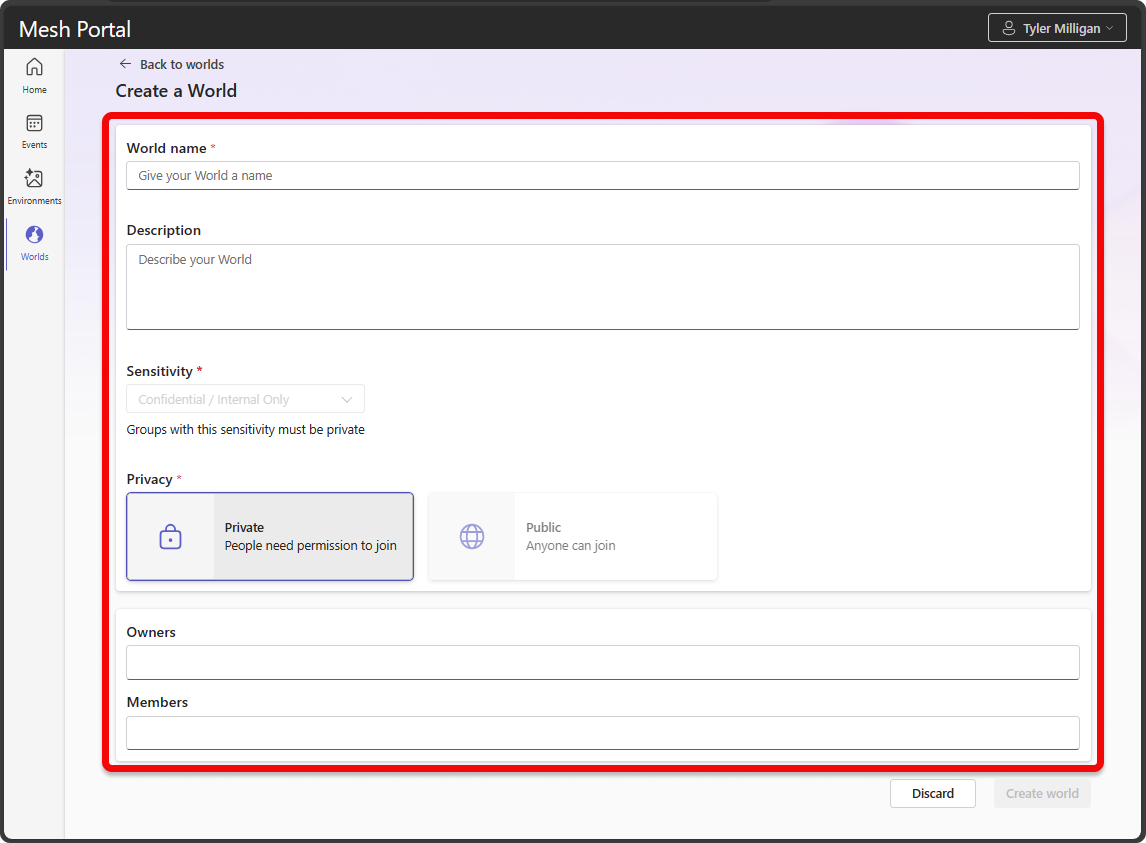 Mesh Portal
Tyler Milligan
Home
Events
Environments
Worlds
Back to worlds
Create a World
World name *
Give your World a name
Description
Describe your World
Sensitivity *
Confidential / Internal Only
Groups with this sensitivity must be private
Privacy *
Private
People need permission to join
Public
Anyone can join
Owners
Members
Discard
Create world